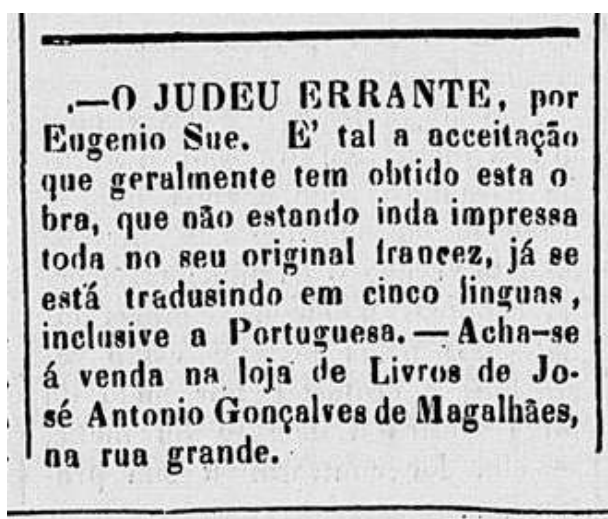 .—O JUDEU ERRANTE, por
Eugenio Sue. E' tal a acceitação
que geralmente tem obtido esta o
bra, que não estando inda impressa
toda no seu original francez, já se
está tradusindo em cinco linguas,
inclusive a Portuguesa.—Acha-se
á venda na loja de Livros de Jo-
sé Antonio Gonçalves de Magalhães,
na rua grande.